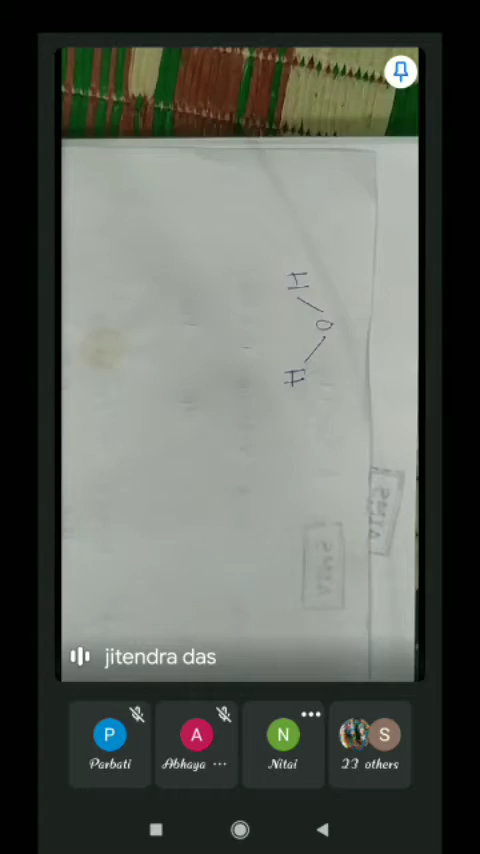 H
O
H
jitendra das
P
A
N
S
Parbati
Abhaya ...
Nitai
23 others